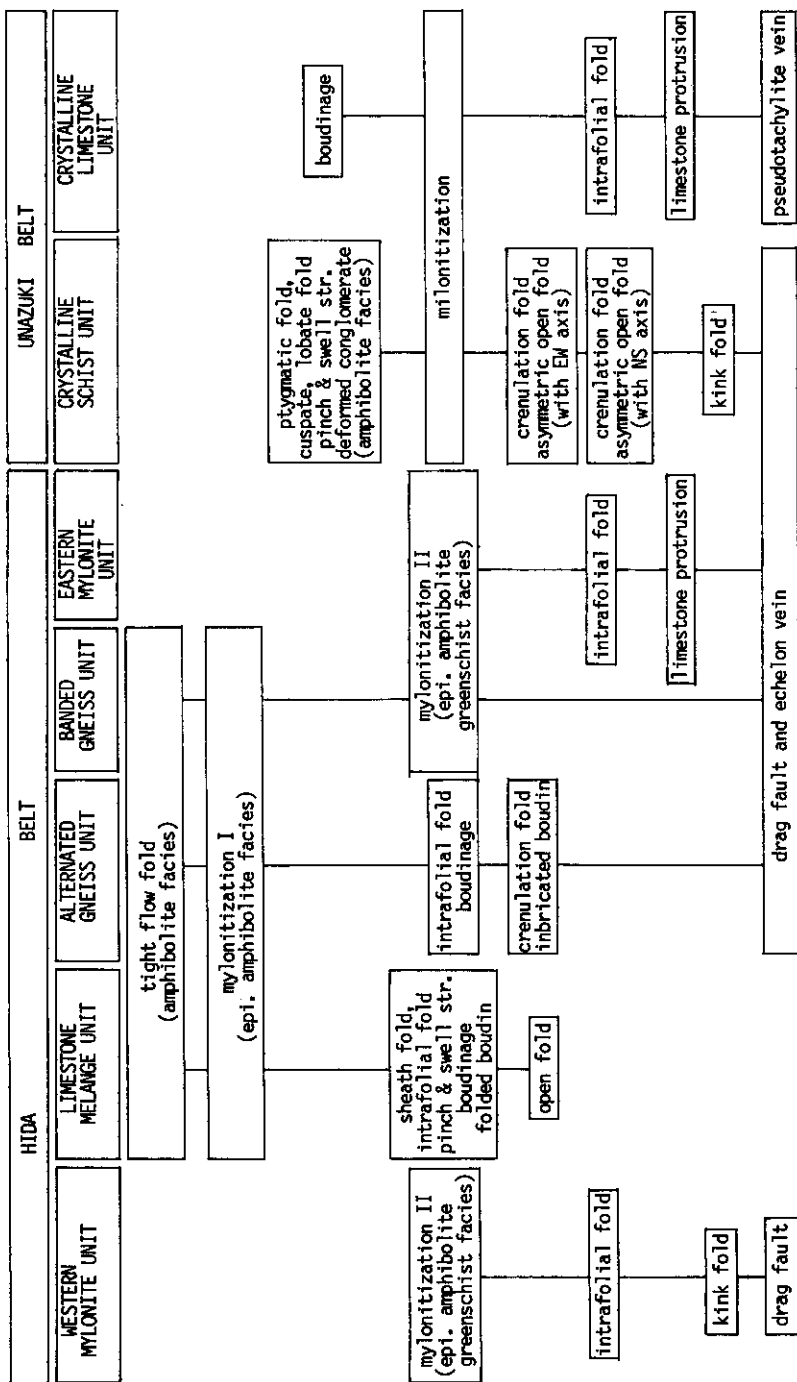 HIDA BELT
UNAZUKI BELT
WESTERN
MYLONITE UNIT
LIMESTONE
MELANGE UNIT
ALTERNATED
GNEISS UNIT
BANDED
GNEISS UNIT
EASTERN
MYLONITE
UNIT
CRYSTALLINE
SCHIST UNIT
CRYSTALLINE
LIMESTONE
UNIT
tight flow fold
(amphibolite facies)
mylonitization I
(epi. amphibolite facies)
ptygmatic fold,
cuspate, lobate fold
pinch & swell str.
deformed conglomerate
(amphibolite facies)
boudinage
mylonitization II
(epi. amphibolite
greenschist facies)
sheath fold,
intrafolial fold
pinch & swell str.
boudinage
folded boudin
intrafolial fold
boudinage
mylonitization II
(epi. amphibolite
greenschist facies)
milonitization
open fold
crenulation fold
inbricated boudin
crenulation fold
asymmetric open fold
(with EW axis)
intrafolial fold
intrafolial fold
crenulation fold
asymmetric open fold
(with NS axis)
intrafolial fold
limestone protrusion
limestone protrusion
kink fold
kink fold
drag fault
drag fault and echelon vein
pseudotachylite vein